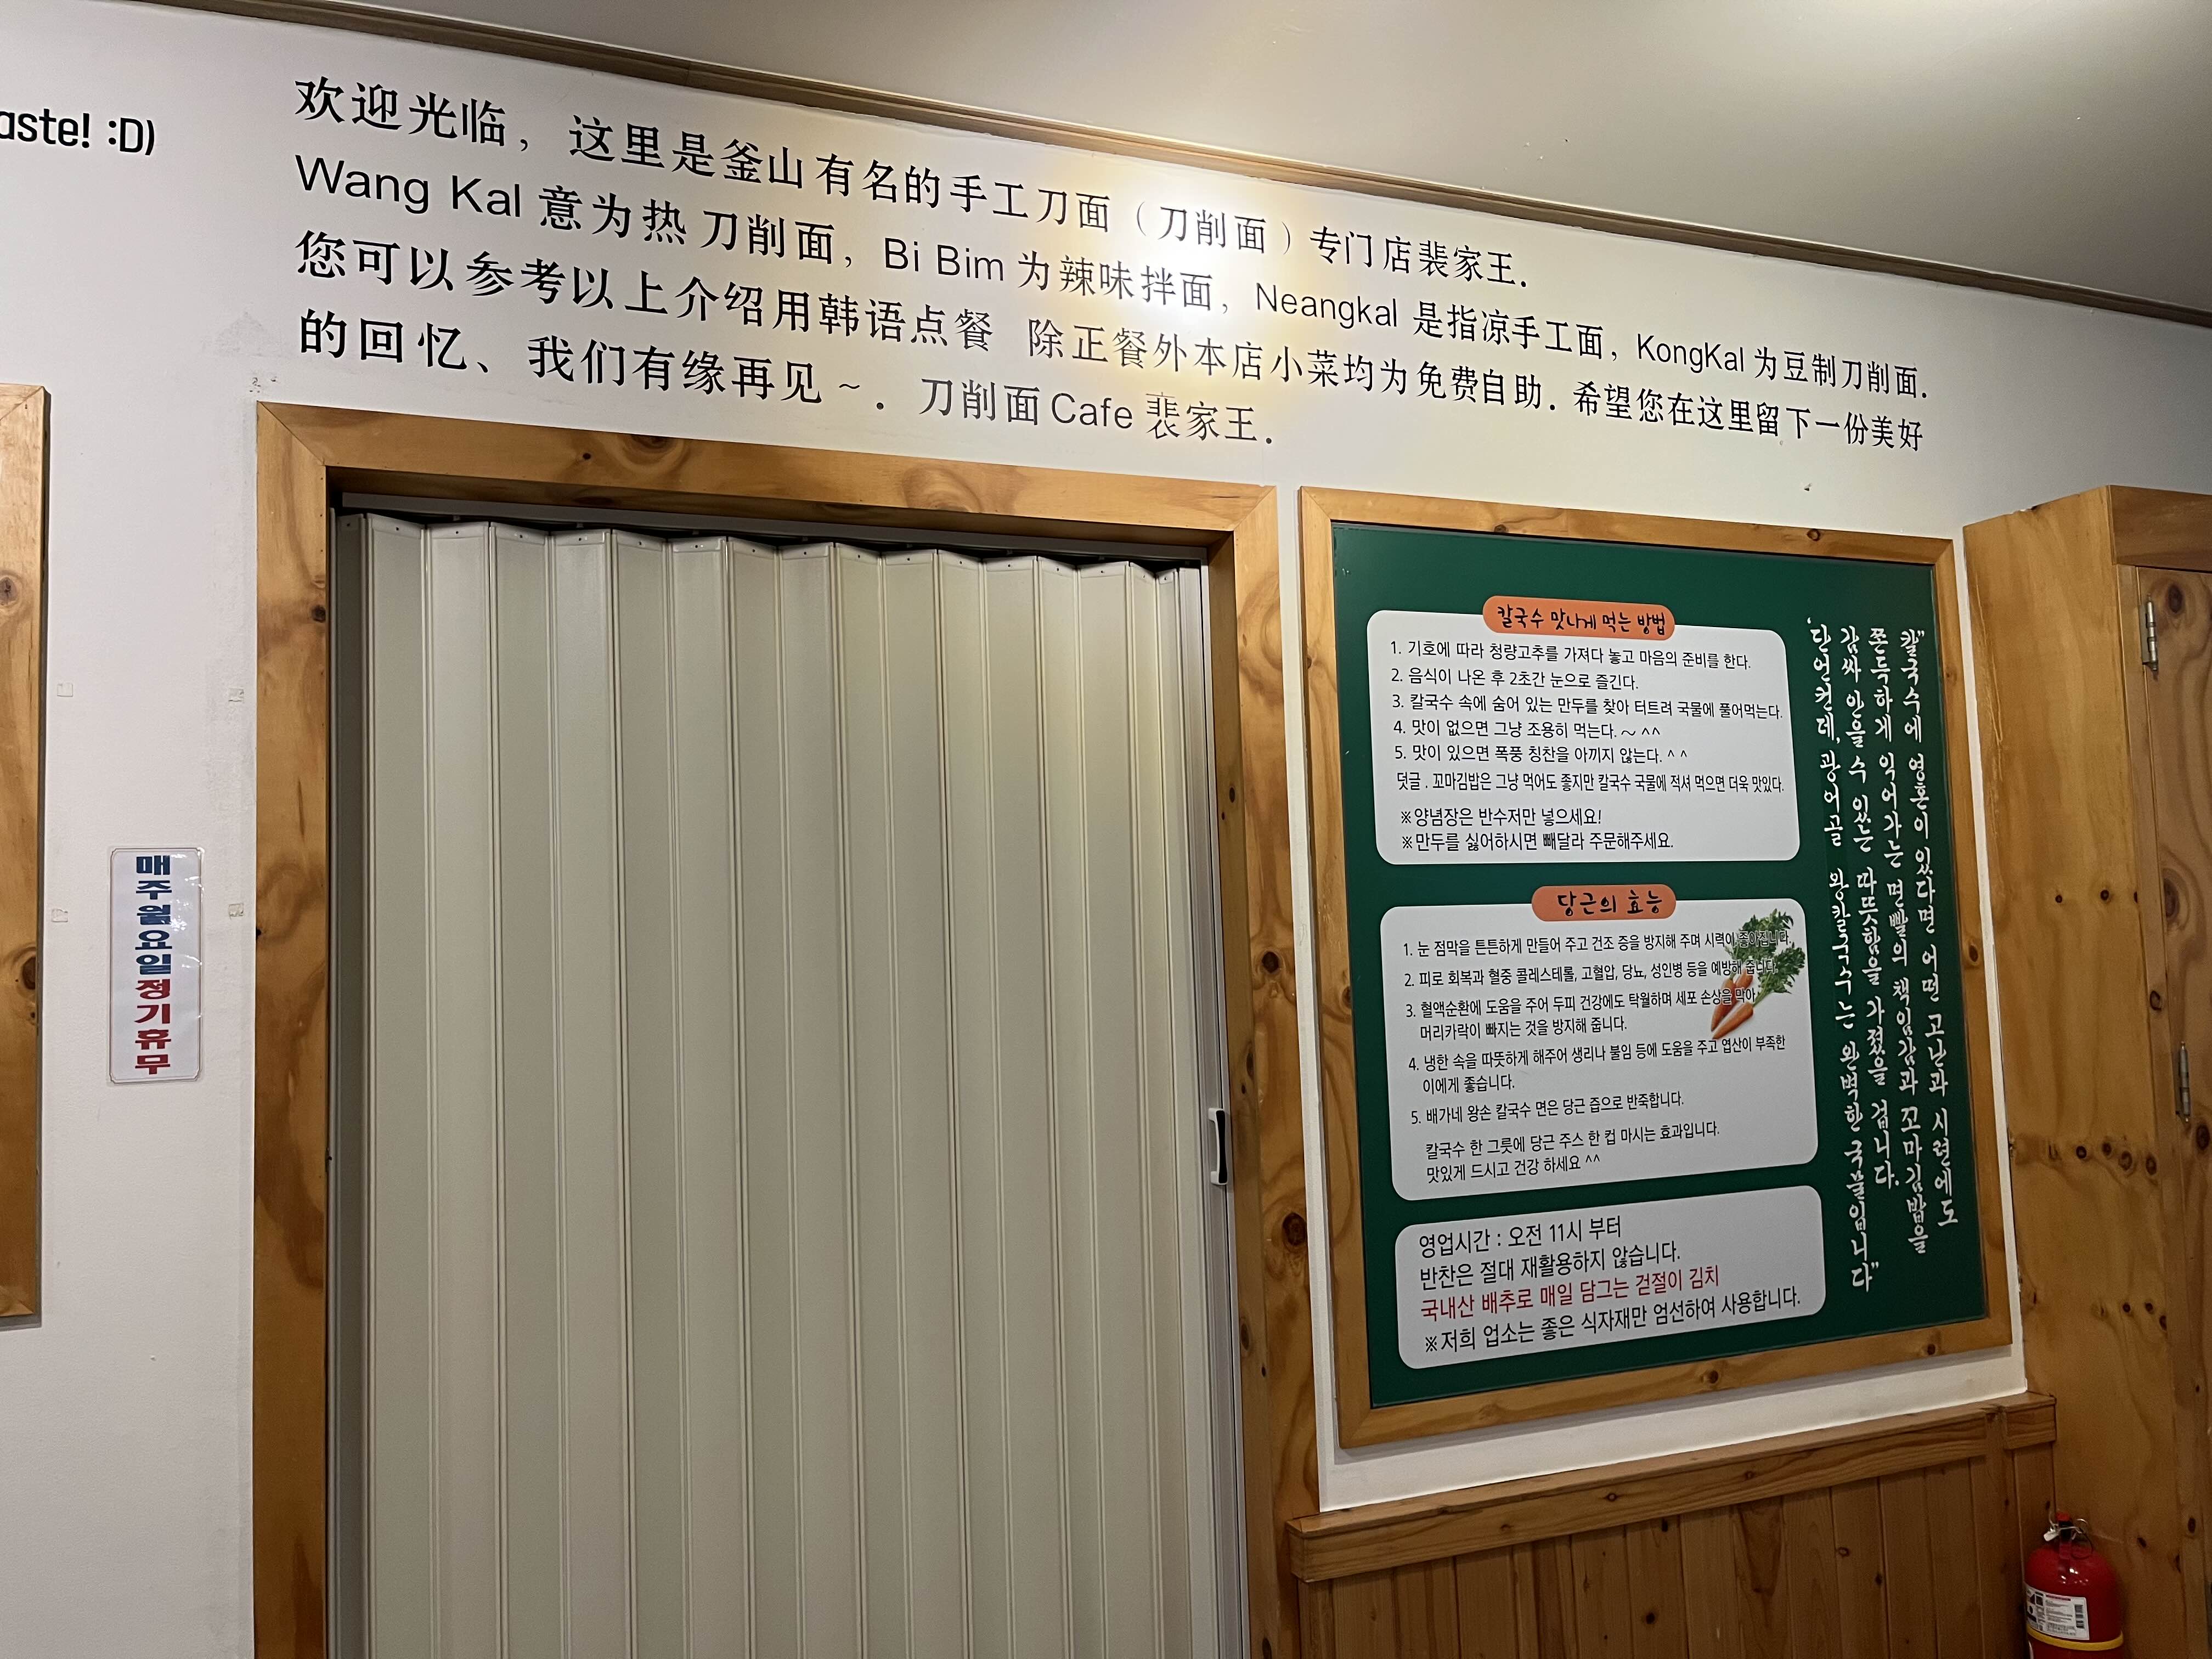 aste! :D)
欢迎光临，这里是釜山有名的手工刀面（刀削面）专门店裴家王.
Wang Kal 意为热 刀削面，Bi Bim 为辣味拌面，Neangkal 是指凉手工面，KongKal 为豆制刀削面.
您可以参考以上介绍用韩语点餐 除正餐外本店小菜均为免费自助. 希望您在这里留下一份美好
的回忆、我们有缘再见 ~ . 刀削面 Cafe 裴家王.
매주월요일정기휴무
칼국수 맛나게 먹는 방법
1. 기호에 따라 청량고추를 가져다 놓고 마음의 준비를 한다.
2. 음식이 나온 후 2초간 눈으로 즐긴다.
3. 칼국수 속에 숨어 있는 만두를 찾아 터트려 국물에 풀어먹는다.
4. 맛이 없으면 그냥 조용히 먹는다. ~ ^^
5. 맛이 있으면 폭풍 칭찬을 아끼지 않는다. ^ ^
덧글 . 꼬마김밥은 그냥 먹어도 좋지만 칼국수 국물에 적셔 먹으면 더욱 맛있다.
※양념장은 반수저만 넣으세요!
※만두를 싫어하시면 빼달라 주문해주세요.
당근의 효능
1. 눈 점막을 튼튼하게 만들어 주고 건조 증을 방지해 주며 시력이 좋아집니다.
2. 피로 회복과 혈중 콜레스테롤, 고혈압, 당뇨, 성인병 등을 예방해 줍니다.
3. 혈액순환에 도움을 주어 두피 건강에도 탁월하며 세포 손상을 막아
머리카락이 빠지는 것을 방지해 줍니다.
4. 냉한 속을 따뜻하게 해주어 생리나 불임 등에 도움을 주고 엽산이 부족한
이에게 좋습니다.
5. 배가네 왕손 칼국수 면은 당근 즙으로 반죽합니다.
칼국수 한 그릇에 당근 주스 한 컵 마시는 효과입니다.
맛있게 드시고 건강 하세요 ^^
영업시간 : 오전 11시 부터
반찬은 절대 재활용하지 않습니다.
국내산 배추로 매일 담그는 걷절이 김치
※저희 업소는 좋은 식자재만 엄선하여 사용합니다.
칼국수에 영혼이 있다면 어떤 고난과 시련에도
쫀득하게 익어가는 면빨의 책임감과 꼬마김밥을
감싸 안을 수 있는 따뜻함을 가졌을 겁니다.
단언컨데, 광어골 왕칼국수는 완벽한 국물입니다"